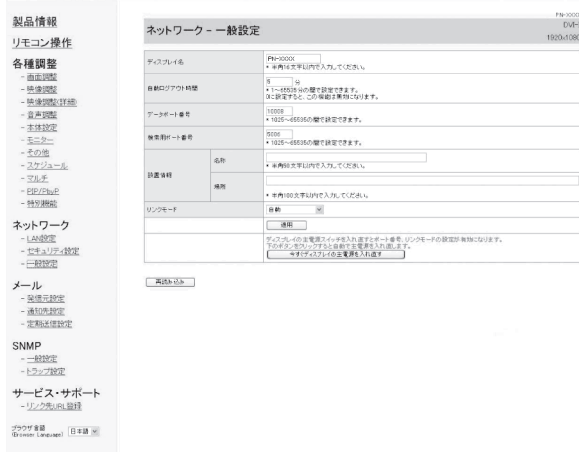 製品情報
リモコン操作
各種調整
- 画面調整
- 映像調整
- 映像調整(詳細)
- 音声調整
- 本体設定
- モニター
- その他
- スケジュール
- マルチ
- PIP/PbyP
- 特別機能
ネットワーク
- LAN設定
- セキュリティ設定
- 一般設定
メール
- 発信元設定
- 通知先設定
- 定期送信設定
SNMP
- 一般設定
- トラップ設定
サービス・サポート
- リンク先URL登録
ブラウザ言語
(Browser Language) 日本語
PN-XXXX
DVI-
1920x1080
ネットワーク - 一般設定
ディスプレイ名 PN-XXXX
• 半角16文字以内で入力してください。
自動ログアウト時間 5 分
• 1～65535分の間で設定できます。
0に設定すると、この機能は無効になります。
データポート番号 10008
• 1025～65535の間で設定できます。
検索用ポート番号 5006
• 1025～65535の間で設定できます。
設置情報
名称
• 半角50文字以内で入力してください。
場所
• 半角100文字以内で入力してください。
リンクモード 自動
適用
ディスプレイの主電源スイッチを入れ直すとポート番号、リンクモードの設定が有効になります。
下のボタンをクリックすると自動で主電源を入れ直します。
今すぐディスプレイの主電源を入れ直す
再読み込み